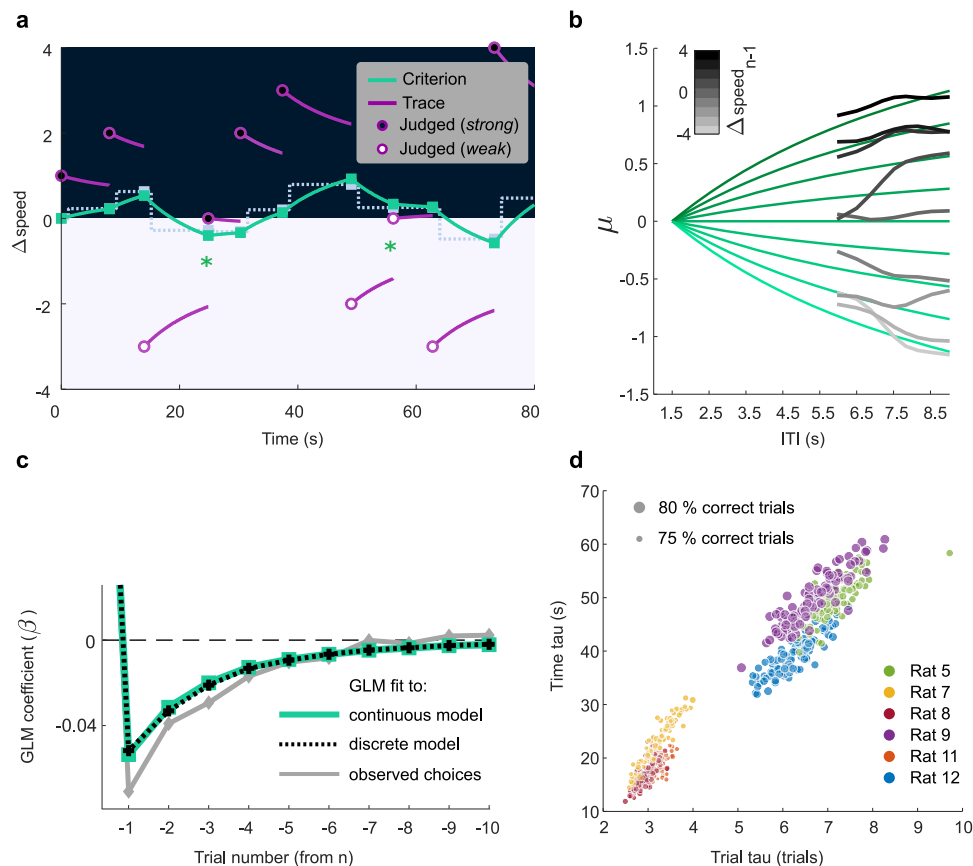 a
4
2
0
-2
-4
Δ speed
0
20
40
60
80
Time (s)
Criterion
Trace
Judged (strong)
Judged (weak)
*
*
b
1.5
1
0.5
0
-0.5
-1
-1.5
μ
4
0
-4
Δ speed n-1
1.5
2.5
3.5
4.5
5.5
6.5
7.5
8.5
ITI (s)
c
0
-0.04
GLM coefficient (β)
GLM fit to:
continuous model
discrete model
observed choices
-1
-2
-3
-4
-5
-6
-7
-8
-9
-10
Trial number (from n)
d
70
60
50
40
30
20
10
Time tau (s)
80 % correct trials
75 % correct trials
Rat 5
Rat 7
Rat 8
Rat 9
Rat 11
Rat 12
2
3
4
5
6
7
8
9
10
Trial tau (trials)